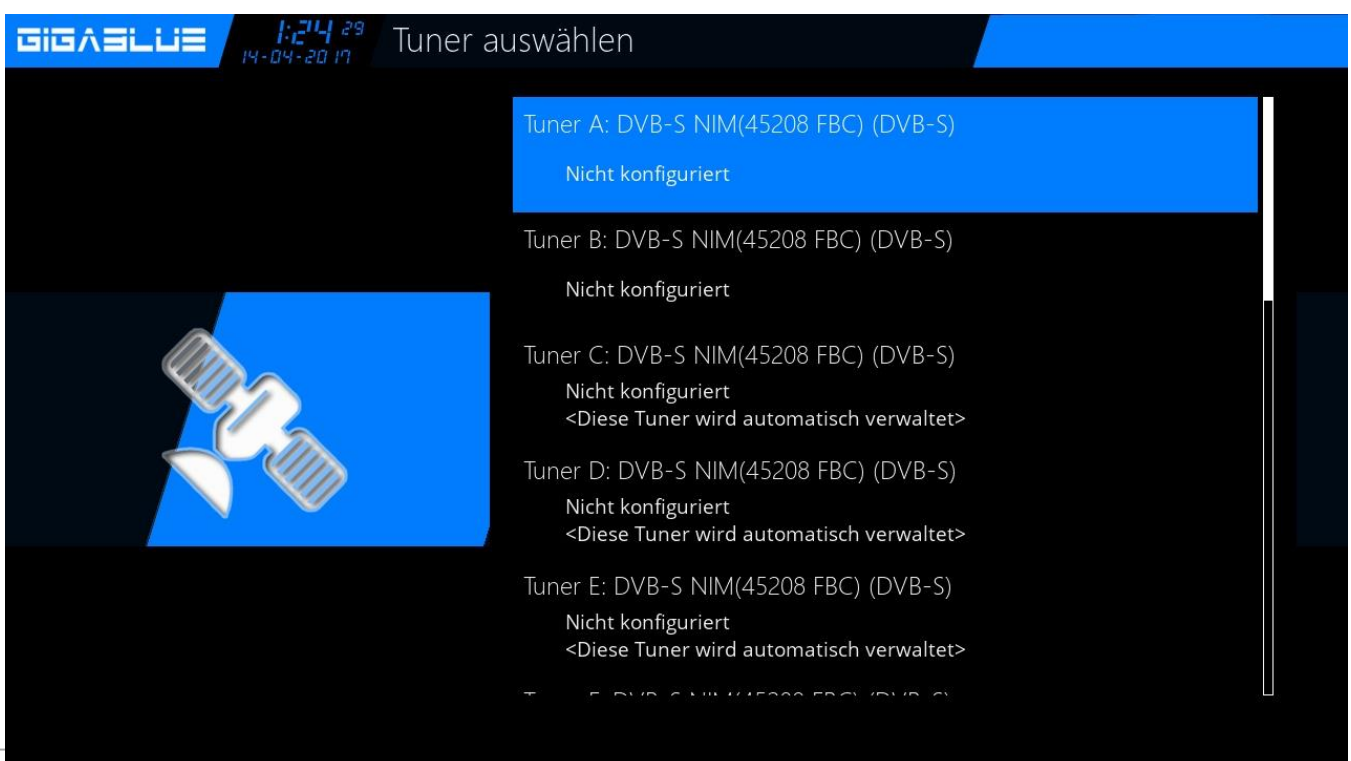 GIGABLUE
1:24 29
14-04-2017
Tuner auswählen
Tuner A: DVB-S NIM(45208 FBC) (DVB-S)
Nicht konfiguriert
Tuner B: DVB-S NIM(45208 FBC) (DVB-S)
Nicht konfiguriert
Tuner C: DVB-S NIM(45208 FBC) (DVB-S)
Nicht konfiguriert
<Diese Tuner wird automatisch verwaltet>
Tuner D: DVB-S NIM(45208 FBC) (DVB-S)
Nicht konfiguriert
<Diese Tuner wird automatisch verwaltet>
Tuner E: DVB-S NIM(45208 FBC) (DVB-S)
Nicht konfiguriert
<Diese Tuner wird automatisch verwaltet>